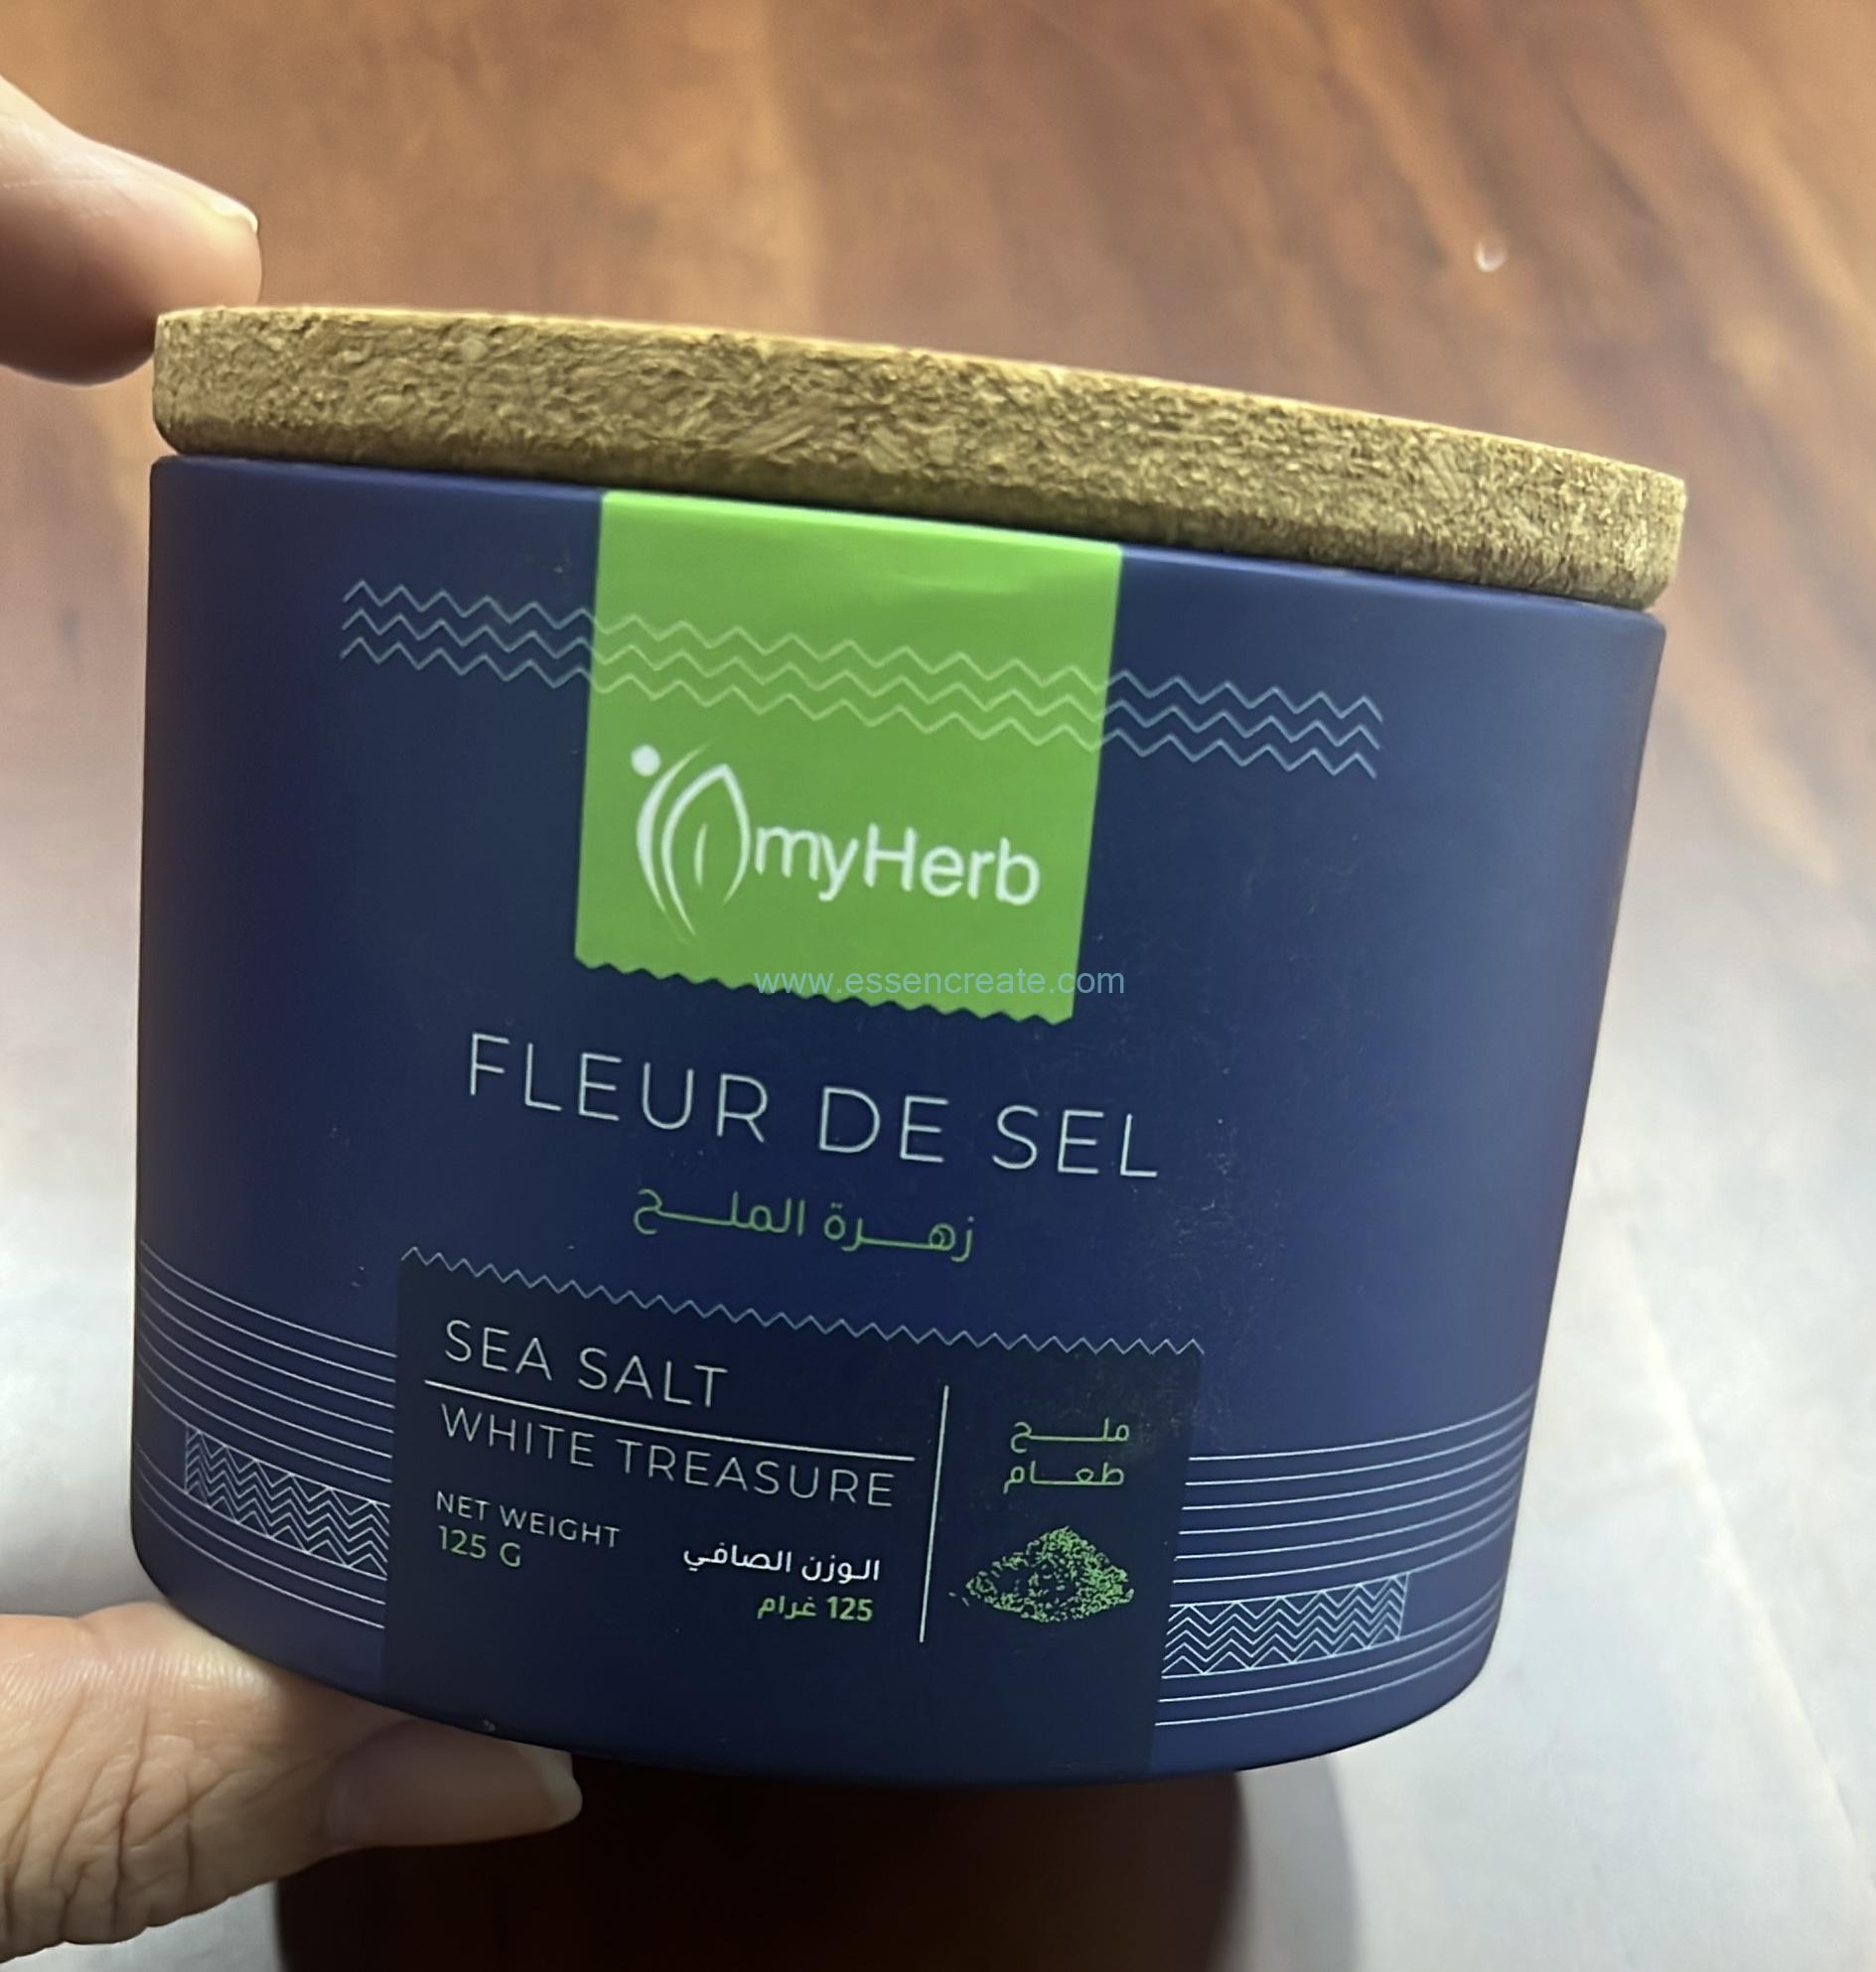 myHerb
www.essencreate.com
FLEUR DE SEL
زهـرة الملـح
SEA SALT
WHITE TREASURE
NET WEIGHT
125 G
الوزن الصافي
125 غرام
ملـح
طعـام